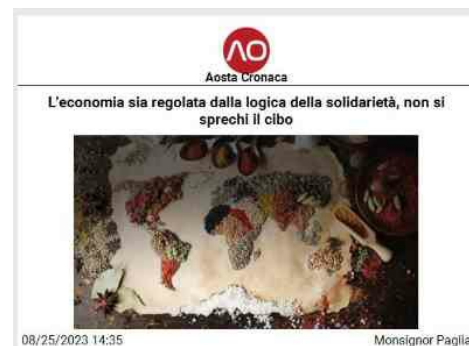 AO
Aosta Cronaca
L'economia sia regolata dalla logica della solidarietà, non si
sprechi il cibo
08/25/2023 14:35
Monsignor Paglia